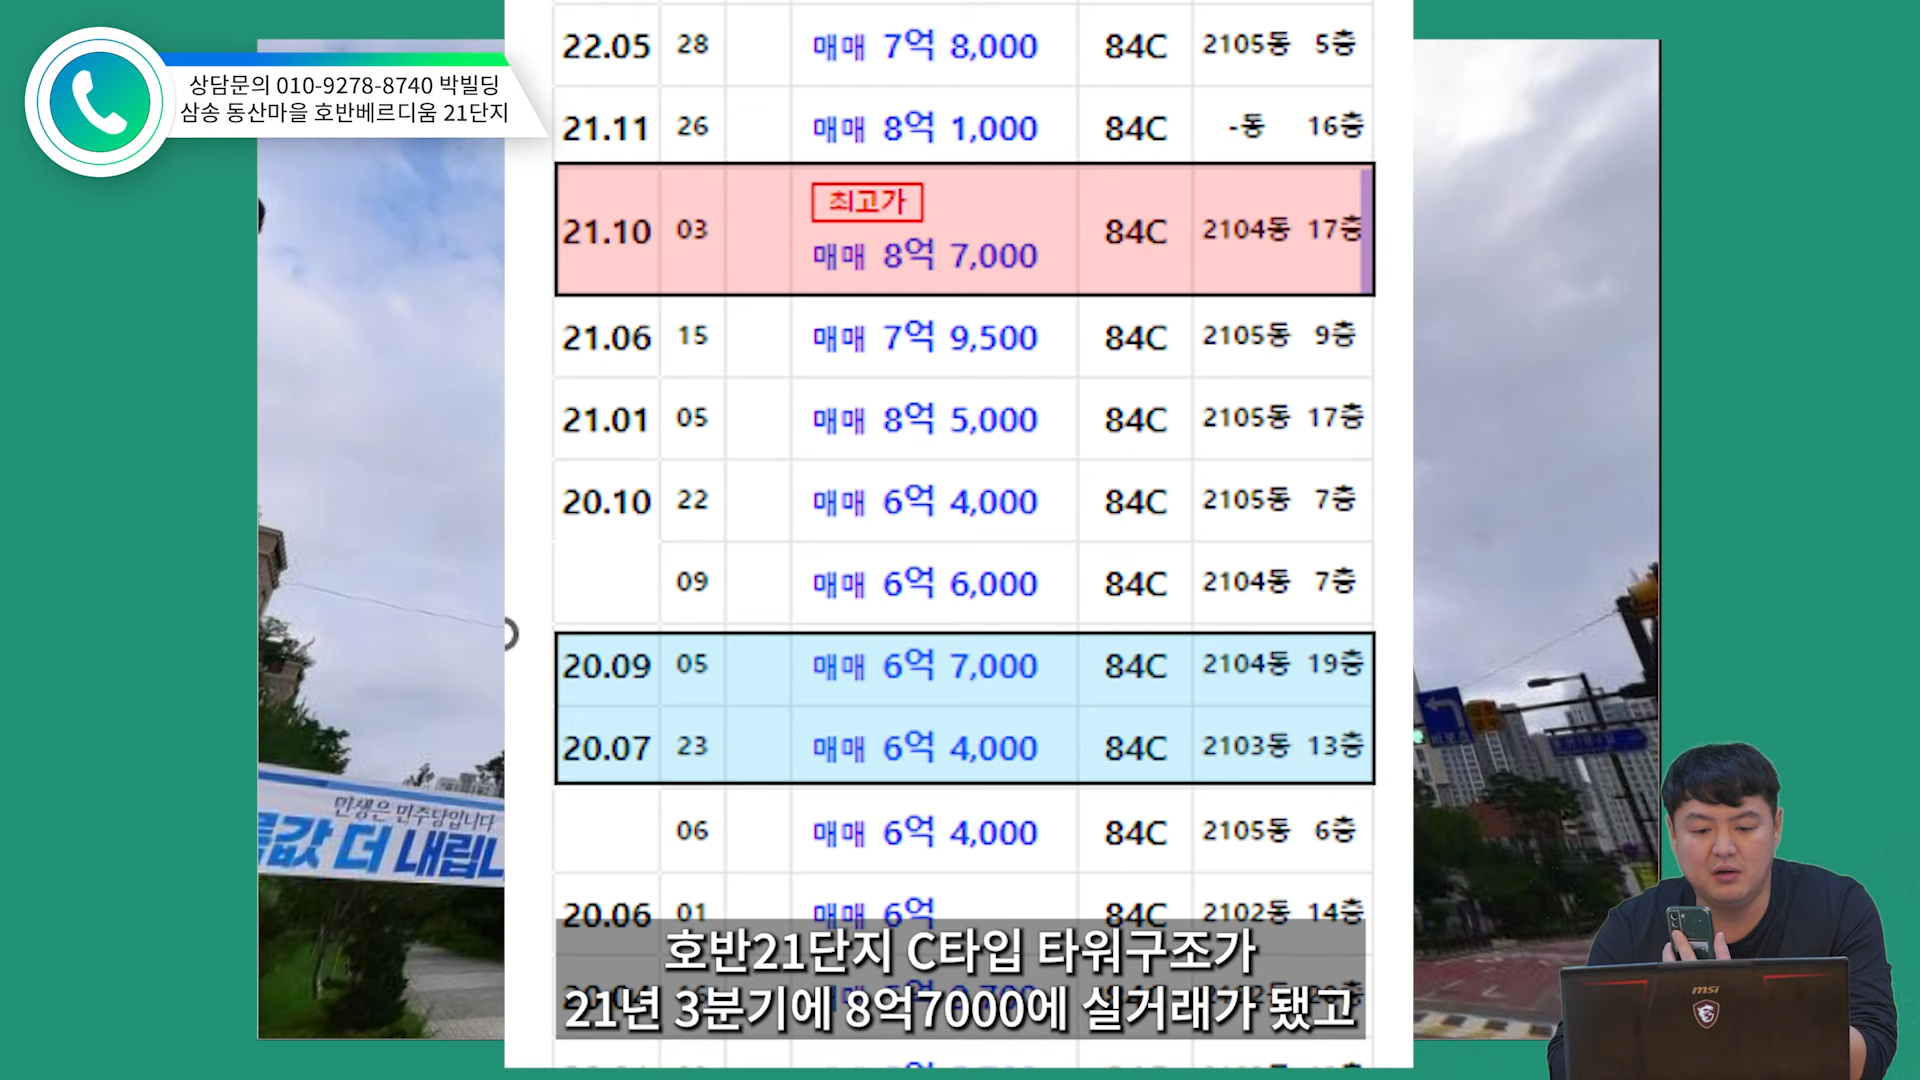 상담문의 010-9278-8740 박빌딩
삼송 동산마을 호반베르디움 21단지
22.05 28 매매 7억 8,000 84C 2105동 5층
21.11 26 매매 8억 1,000 84C -동 16층
최고가
21.10 03 매매 8억 7,000 84C 2104동 17층
21.06 15 매매 7억 9,500 84C 2105동 9층
21.01 05 매매 8억 5,000 84C 2105동 17층
20.10 22 매매 6억 4,000 84C 2105동 7층
09 매매 6억 6,000 84C 2104동 7층
20.09 05 매매 6억 7,000 84C 2104동 19층
20.07 23 매매 6억 4,000 84C 2103동 13층
06 매매 6억 4,000 84C 2105동 6층
20.06 01 매매 6억 84C 2102동 14층
민생은 민주당입니다
값 더 내립니
호반21단지 C타입 타워구조가
21년 3분기에 8억7000에 실거래가 됐고
msi